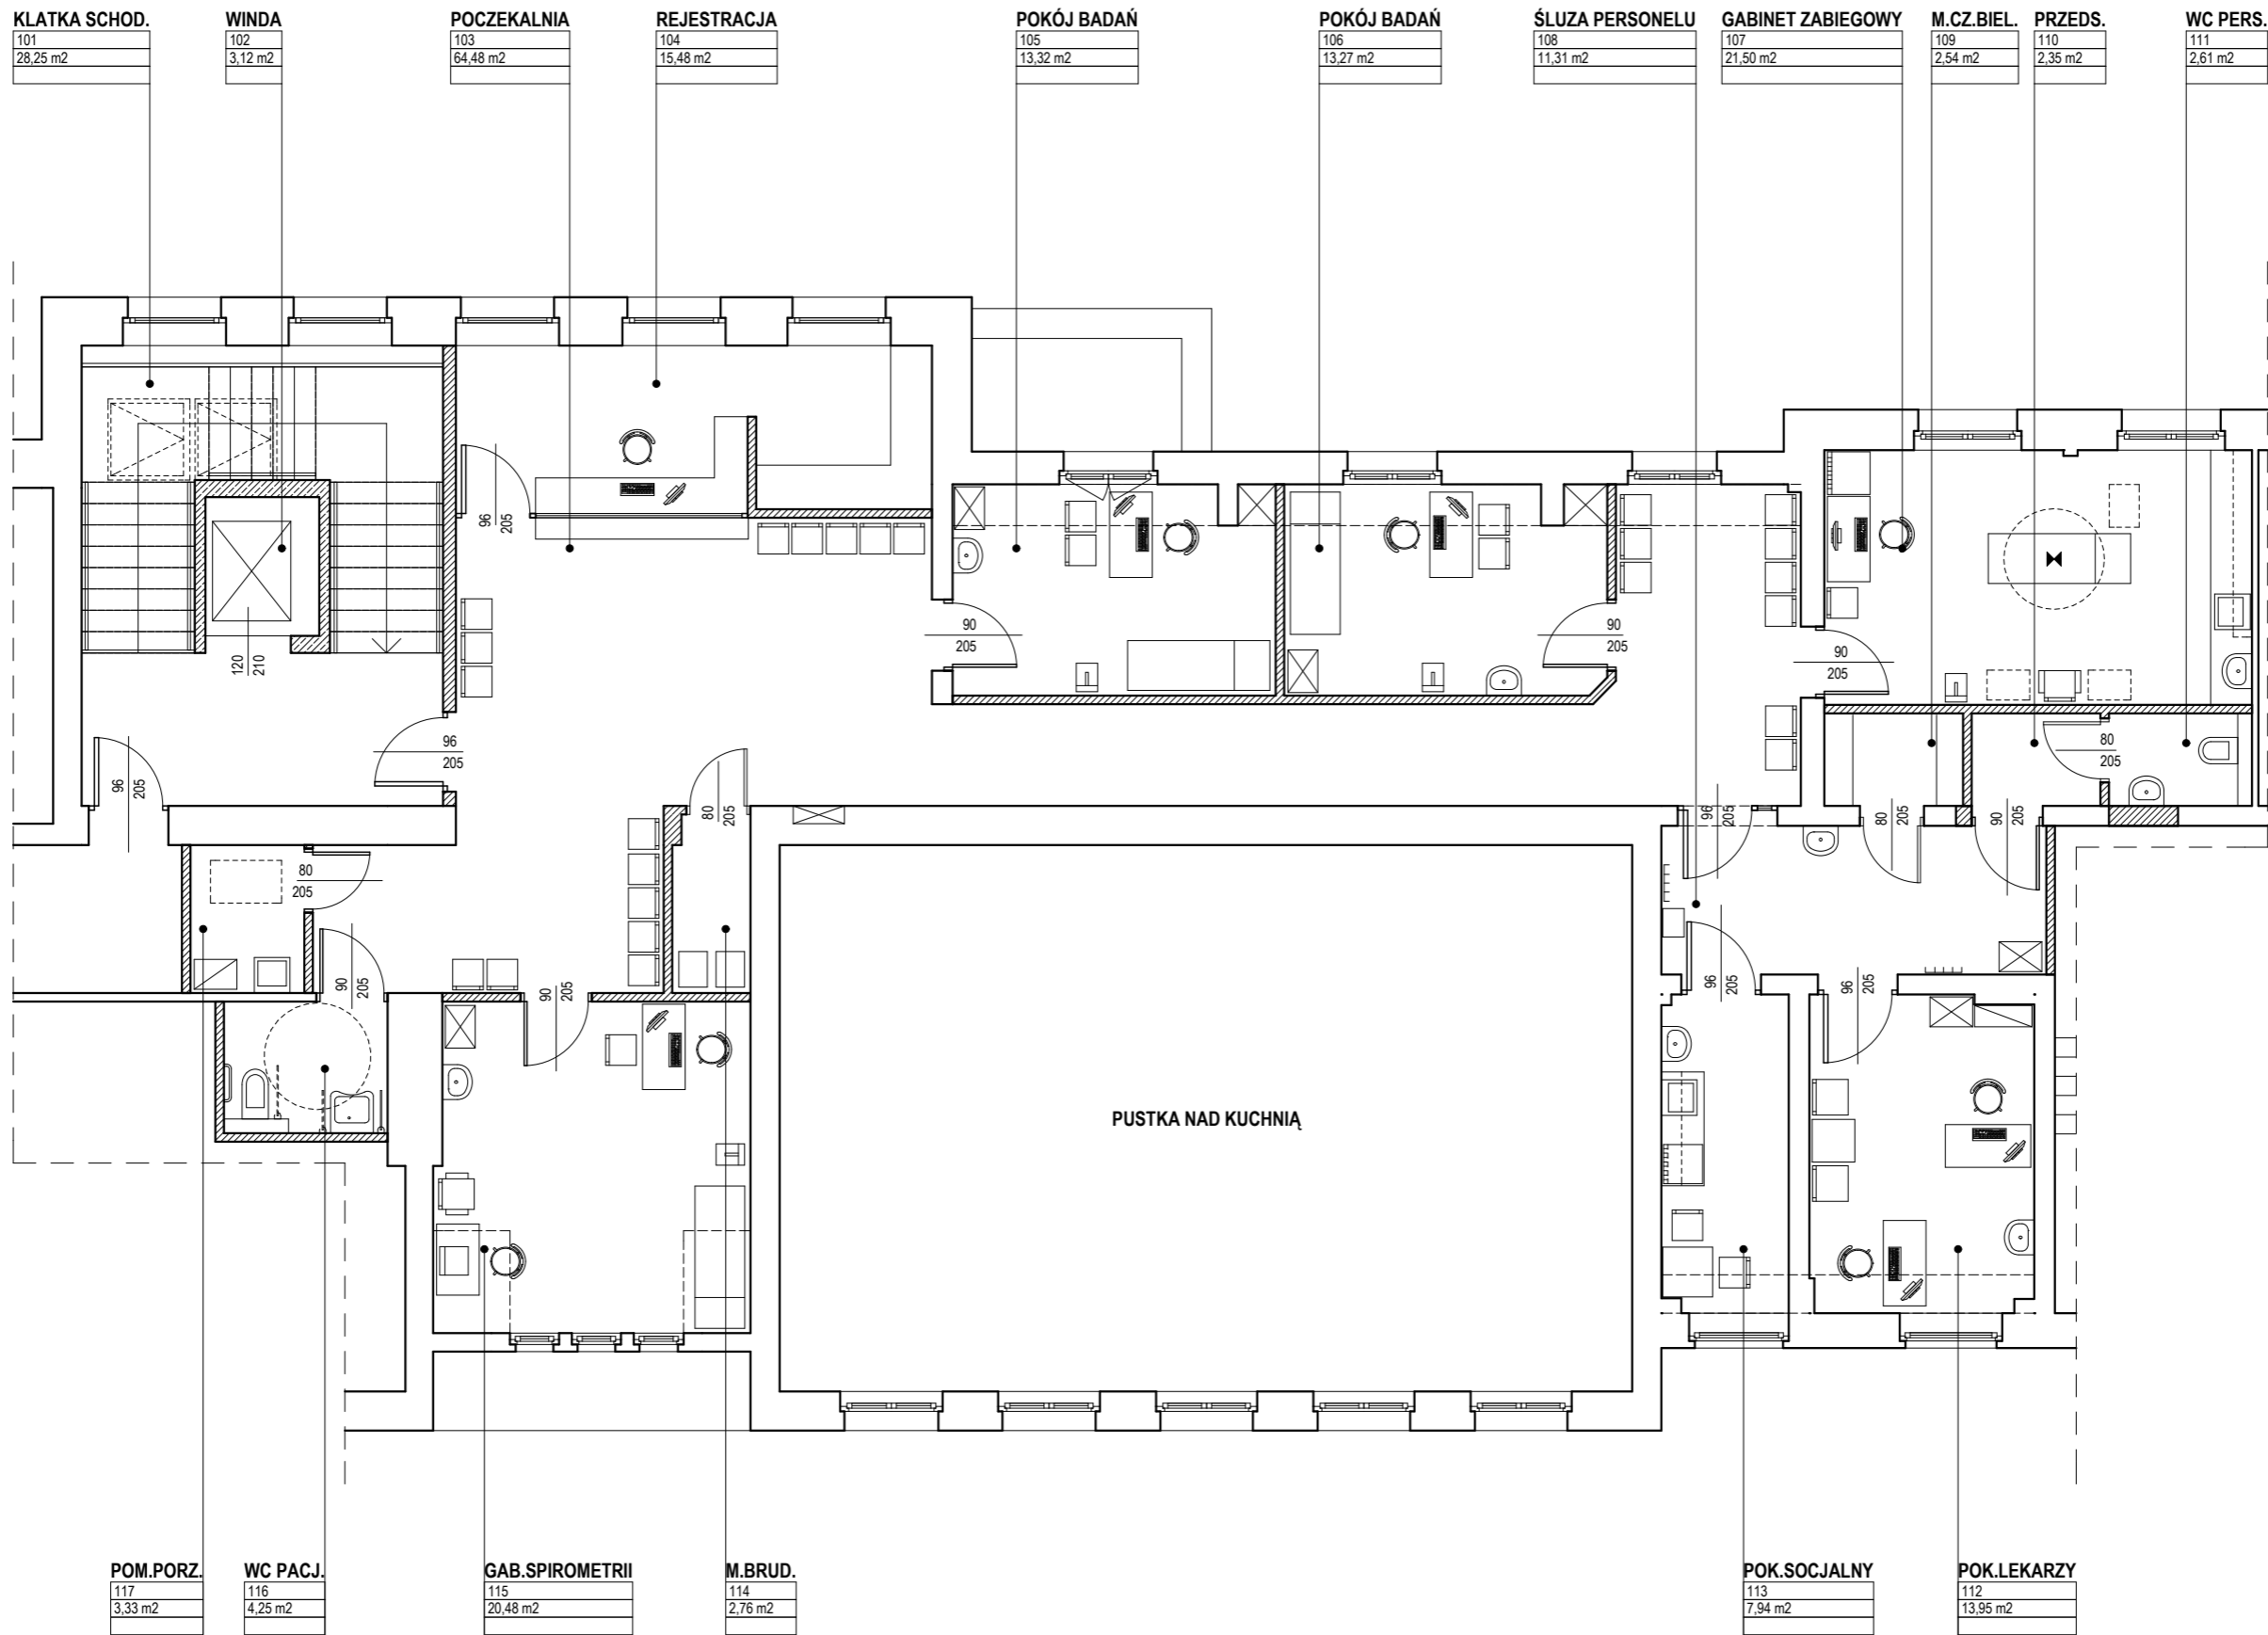 KLATKA SCHOD.
101
28,25 m2
WINDA
102
3,12 m2
POCZEKALNIA
103
64,48 m2
REJESTRACJA
104
15,48 m2
POKÓJ BADAŃ
105
13,32 m2
POKÓJ BADAŃ
106
13,27 m2
ŚLUZA PERSONELU
108
11,31 m2
GABINET ZABIEGOWY
107
21,50 m2
M.CZ.BIEL.
109
2,54 m2
PRZEDS.
110
2,35 m2
WC PERS.
111
2,61 m2
96
205
90
205
90
205
90
205
120
210
96
205
80
205
96
205
80
205
96
205
80
205
90
205
80
205
90
205
90
205
96
205
96
205
PUSTKA NAD KUCHNIĄ
POM.PORZ.
117
3,33 m2
WC PACJ.
116
4,25 m2
GAB.SPIROMETRII
115
20,48 m2
M.BRUD.
114
2,76 m2
POK.SOCJALNY
113
7,94 m2
POK.LEKARZY
112
13,95 m2